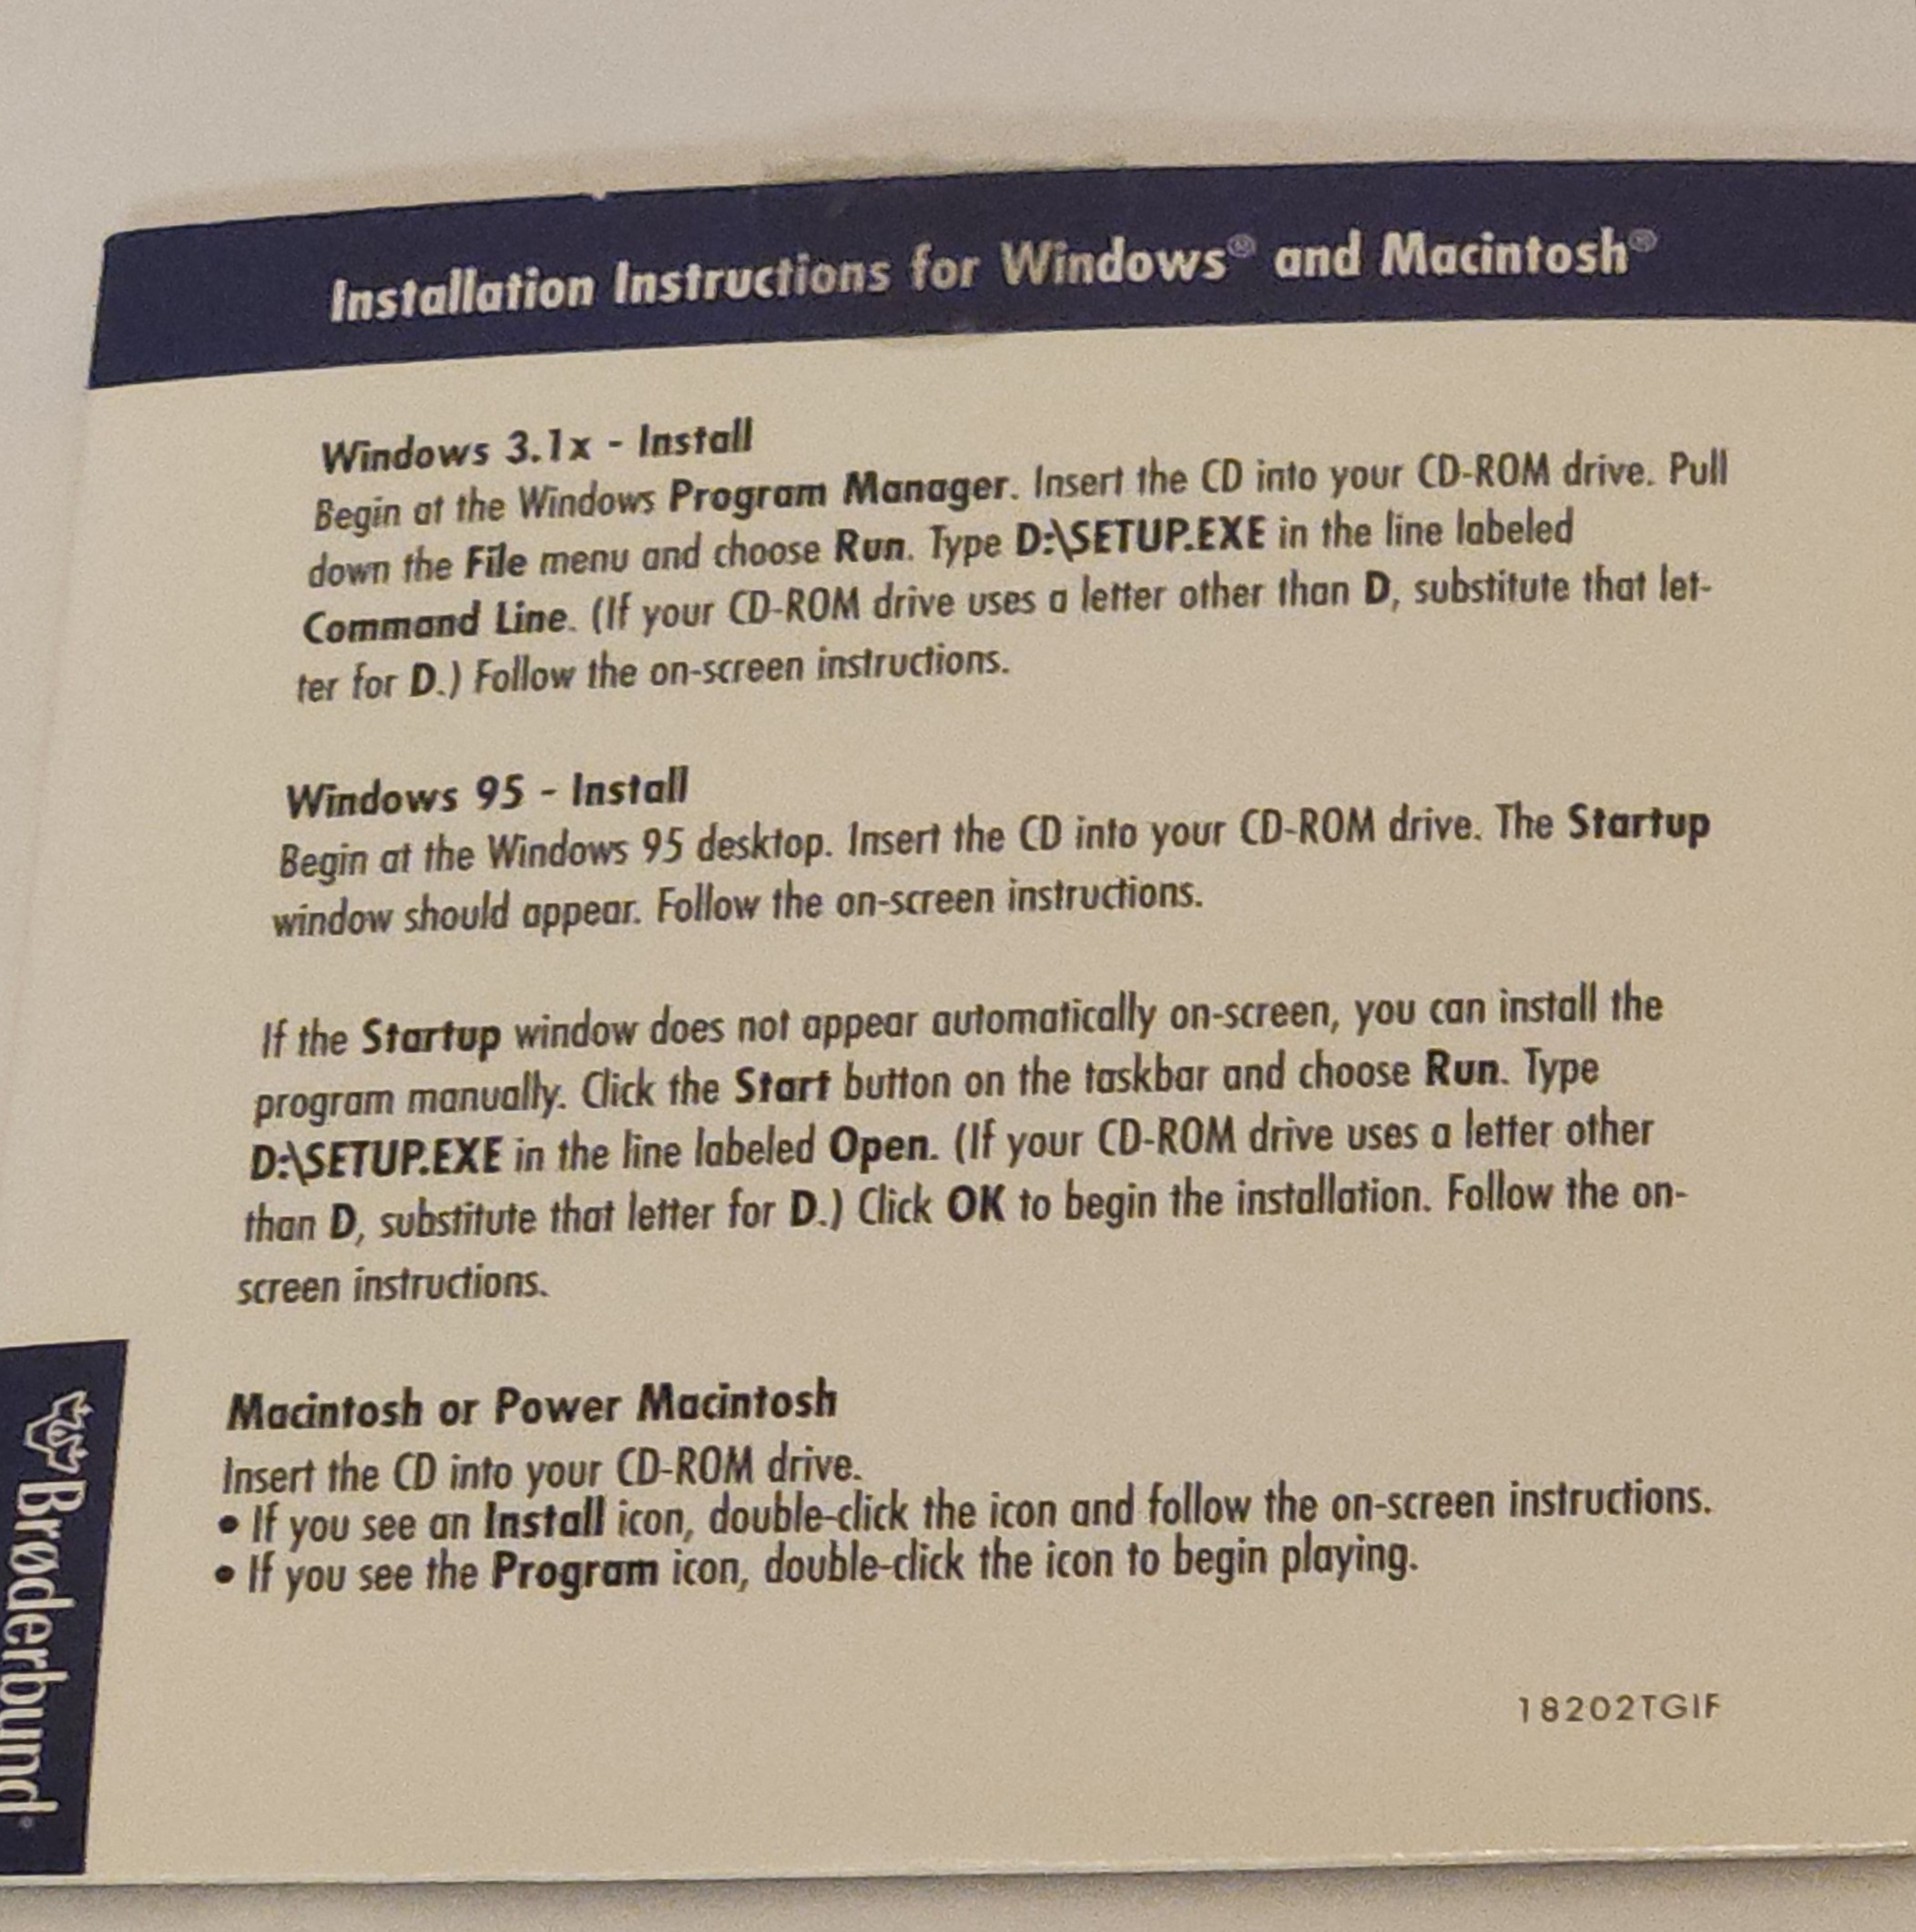 Installation Instructions for Windows® and Macintosh®
Windows 3.1x - Install
Begin at the Windows Program Manager. Insert the CD into your CD-ROM drive. Pull
down the File menu and choose Run. Type D:\SETUP.EXE in the line labeled
Command Line. (If your CD-ROM drive uses a letter other than D, substitute that let-
ter for D.) Follow the on-screen instructions.
Windows 95 - Install
Begin at the Windows 95 desktop. Insert the CD into your CD-ROM drive. The Startup
window should appear. Follow the on-screen instructions.
If the Startup window does not appear automatically on-screen, you can install the
program manually. Click the Start button on the taskbar and choose Run. Type
D:\SETUP.EXE in the line labeled Open. (If your CD-ROM drive uses a letter other
than D, substitute that letter for D.) Click OK to begin the installation. Follow the on-
screen instructions.
Macintosh or Power Macintosh
Insert the CD into your CD-ROM drive.
• If you see an Install icon, double-click the icon and follow the on-screen instructions.
• If you see the Program icon, double-click the icon to begin playing.
18202TGIF
Brøderbund®